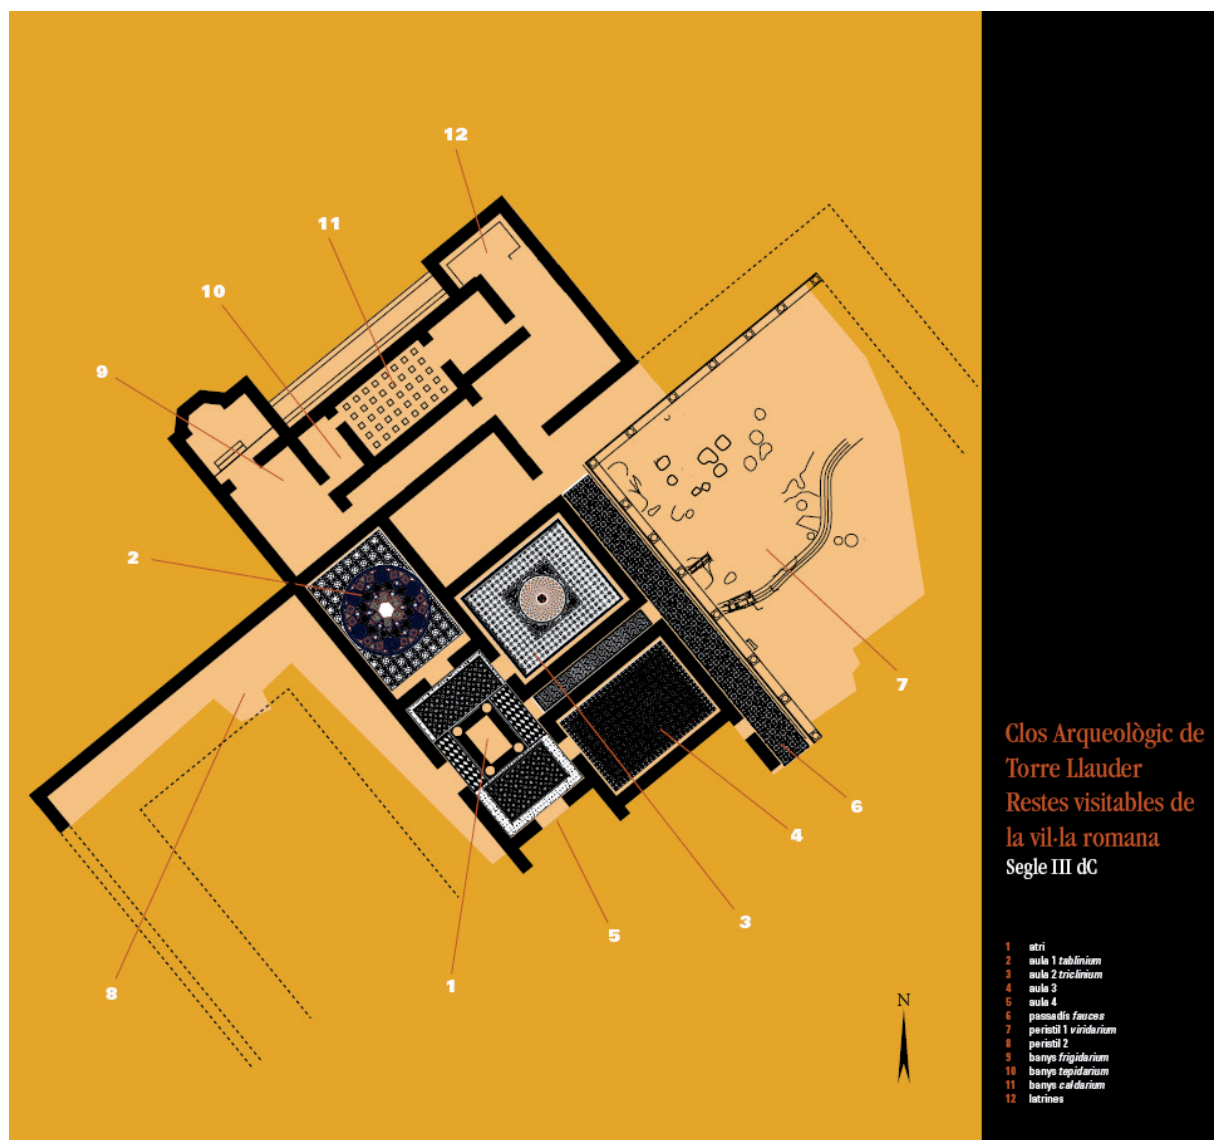 12
11
10
9
2
7
6
4
3
5
1
8
N
Clos Arqueològic de
Torre Llauder
Restes visitables de
la vil·la romana
Segle III dC
1 atri
2 aula 1 tablinium
3 aula 2 triclinium
4 aula 3
5 aula 4
6 passadís fauces
7 peristil 1 viridarium
8 peristil 2
9 banys frigidarium
10 banys tepidarium
11 banys caldarium
12 latrines